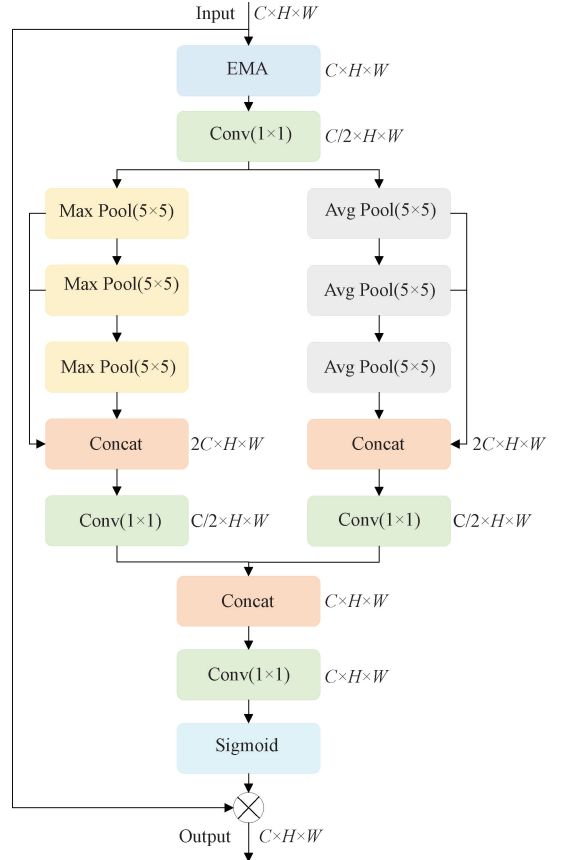 Input C×H×W
EMA C×H×W
Conv(1×1) C/2×H×W
Max Pool(5×5) Avg Pool(5×5)
Max Pool(5×5) Avg Pool(5×5)
Max Pool(5×5) Avg Pool(5×5)
Concat 2C×H×W Concat 2C×H×W
Conv(1×1) C/2×H×W Conv(1×1) C/2×H×W
Concat C×H×W
Conv(1×1) C×H×W
Sigmoid
Output C×H×W